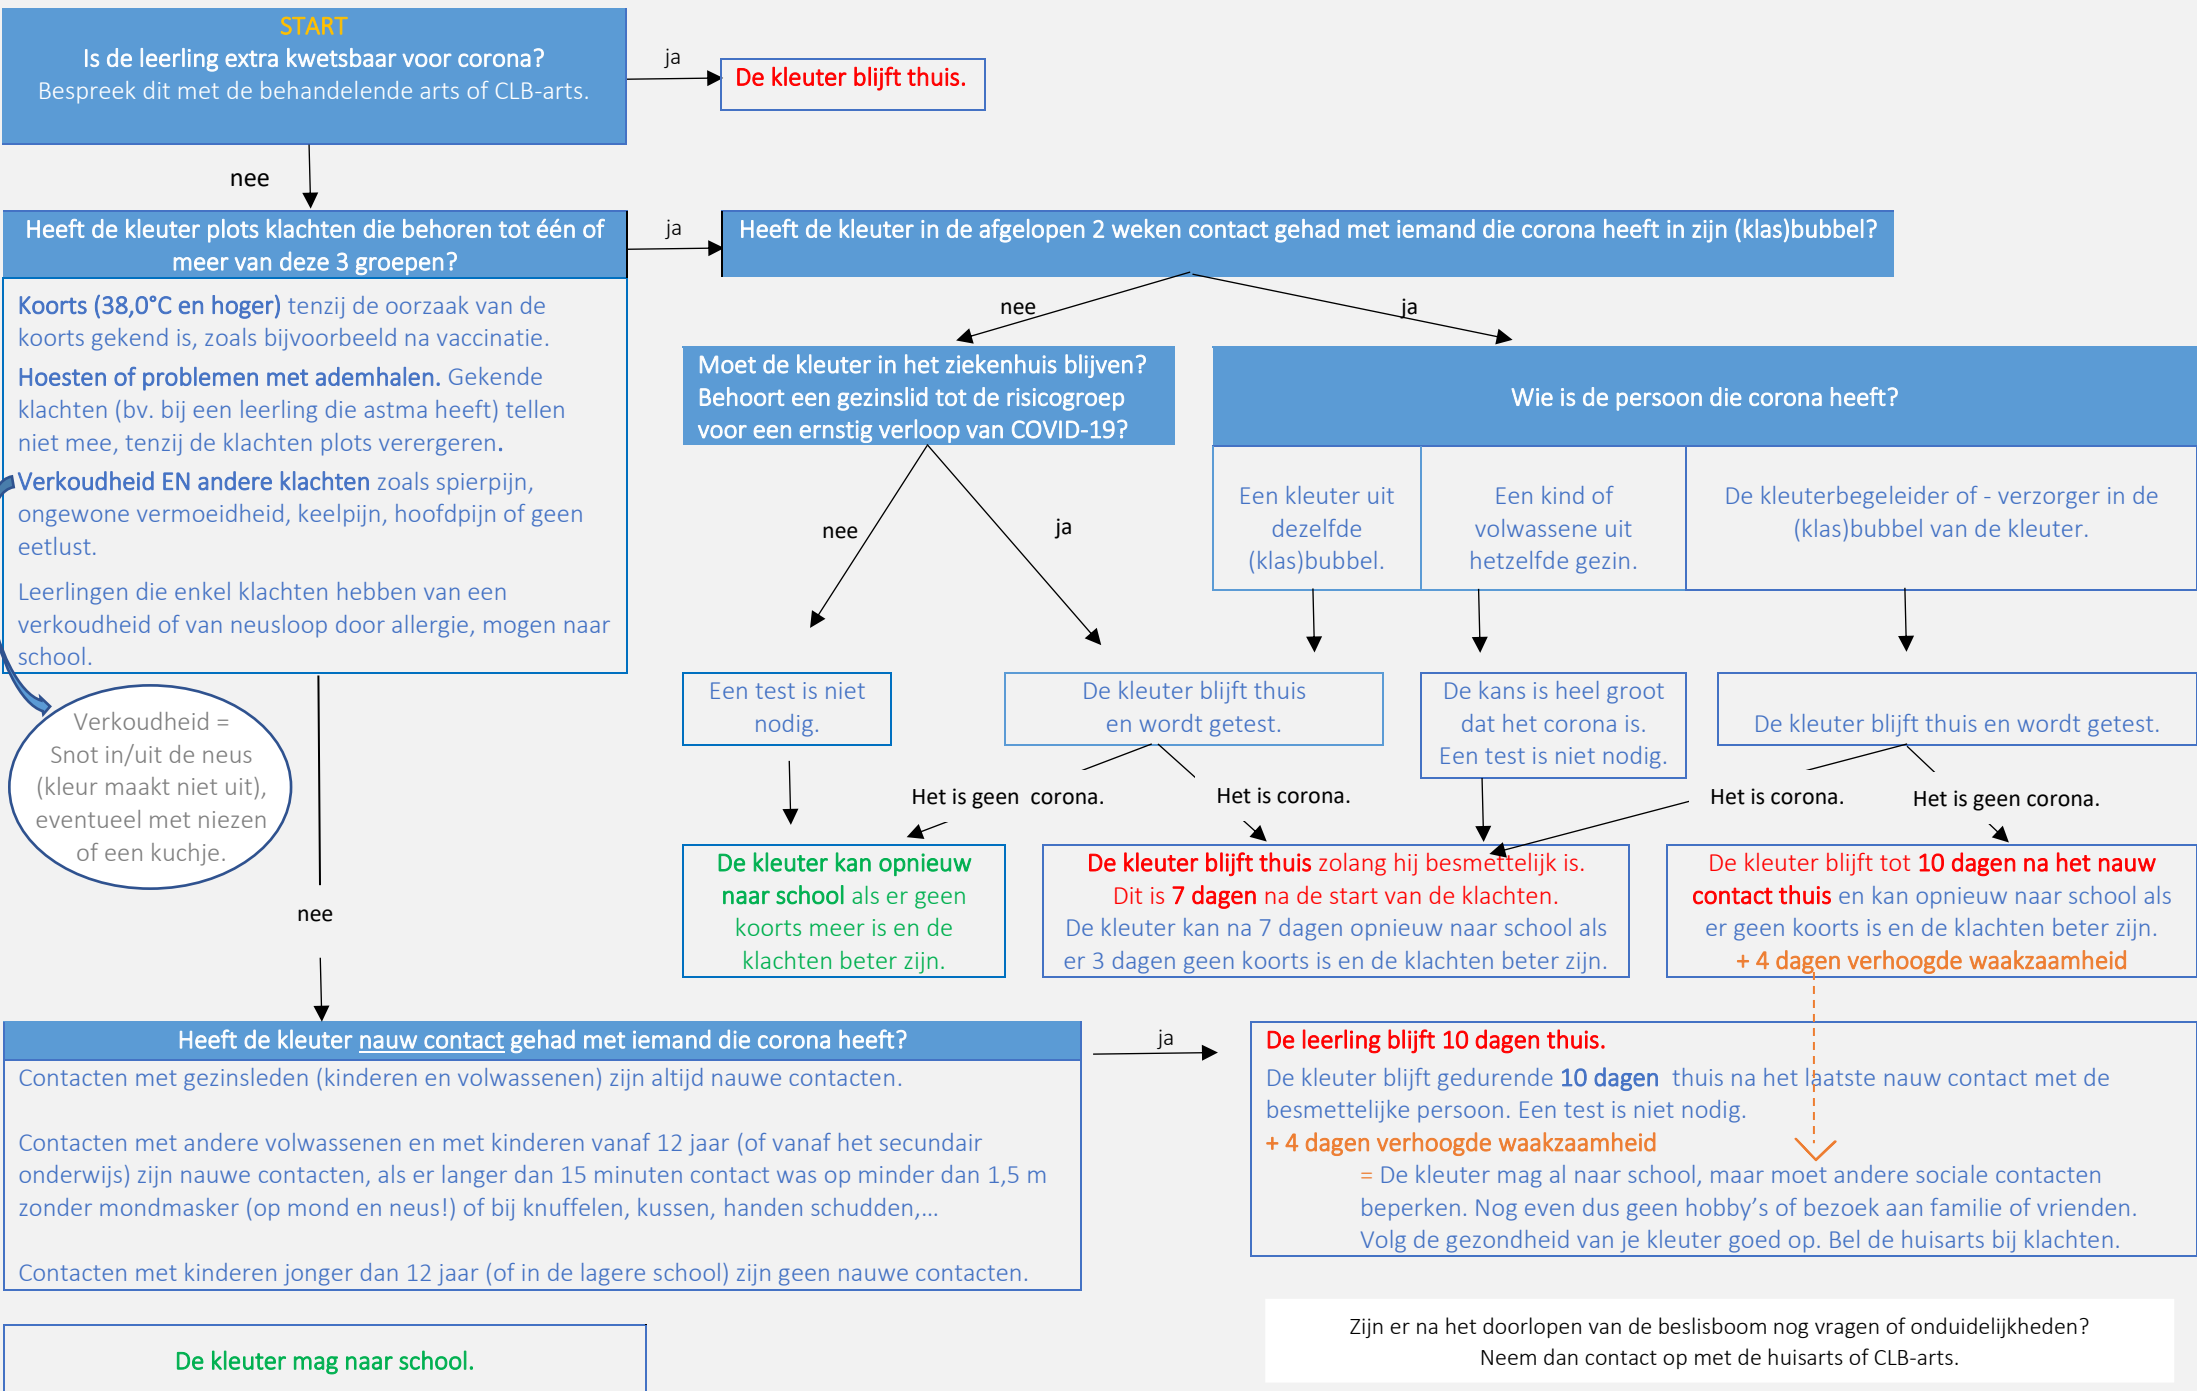 START
Is de leerling extra kwetsbaar voor corona?
Bespreek dit met de behandelende arts of CLB-arts.
ja
De kleuter blijft thuis.
nee
Heeft de kleuter plots klachten die behoren tot één of
meer van deze 3 groepen?
ja
Heeft de kleuter in de afgelopen 2 weken contact gehad met iemand die corona heeft in zijn (klas)bubbel?
Koorts (38,0°C en hoger) tenzij de oorzaak van de
koorts gekend is, zoals bijvoorbeeld na vaccinatie.
Hoesten of problemen met ademhalen. Gekende
klachten (bv. bij een leerling die astma heeft) tellen
niet mee, tenzij de klachten plots verergeren.
Verkoudheid EN andere klachten zoals spierpijn,
ongewone vermoeidheid, keelpijn, hoofdpijn of geen
eetlust.
Leerlingen die enkel klachten hebben van een
verkoudheid of van neusloop door allergie, mogen naar
school.
Verkoudheid =
Snot in/uit de neus
(kleur maakt niet uit),
eventueel met niezen
of een kuchje.
nee
ja
Moet de kleuter in het ziekenhuis blijven?
Behoort een gezinslid tot de risicogroep
voor een ernstig verloop van COVID-19?
Wie is de persoon die corona heeft?
nee
ja
Een kleuter uit
dezelfde
(klas)bubbel.
Een kind of
volwassene uit
hetzelfde gezin.
De kleuterbegeleider of - verzorger in de
(klas)bubbel van de kleuter.
Een test is niet
nodig.
De kleuter blijft thuis
en wordt getest.
De kans is heel groot
dat het corona is.
Een test is niet nodig.
De kleuter blijft thuis en wordt getest.
Het is geen  corona.
Het is corona.
Het is corona.
Het is geen corona.
De kleuter kan opnieuw
naar school als er geen
koorts meer is en de
klachten beter zijn.
De kleuter blijft thuis zolang hij besmettelijk is.
Dit is 7 dagen na de start van de klachten.
De kleuter kan na 7 dagen opnieuw naar school als
er 3 dagen geen koorts is en de klachten beter zijn.
De kleuter blijft tot 10 dagen na het nauw
contact thuis en kan opnieuw naar school als
er geen koorts is en de klachten beter zijn.
+ 4 dagen verhoogde waakzaamheid
nee
Heeft de kleuter nauw contact gehad met iemand die corona heeft?
Contacten met gezinsleden (kinderen en volwassenen) zijn altijd nauwe contacten.
Contacten met andere volwassenen en met kinderen vanaf 12 jaar (of vanaf het secundair
onderwijs) zijn nauwe contacten, als er langer dan 15 minuten contact was op minder dan 1,5 m
zonder mondmasker (op mond en neus!) of bij knuffelen, kussen, handen schudden,...
Contacten met kinderen jonger dan 12 jaar (of in de lagere school) zijn geen nauwe contacten.
ja
De leerling blijft 10 dagen thuis.
De kleuter blijft gedurende 10 dagen  thuis na het laatste nauw contact met de
besmettelijke persoon. Een test is niet nodig.
+ 4 dagen verhoogde waakzaamheid
= De kleuter mag al naar school, maar moet andere sociale contacten
beperken. Nog even dus geen hobby's of bezoek aan familie of vrienden.
Volg de gezondheid van je kleuter goed op. Bel de huisarts bij klachten.
De kleuter mag naar school.
Zijn er na het doorlopen van de beslisboom nog vragen of onduidelijkheden?
Neem dan contact op met de huisarts of CLB-arts.